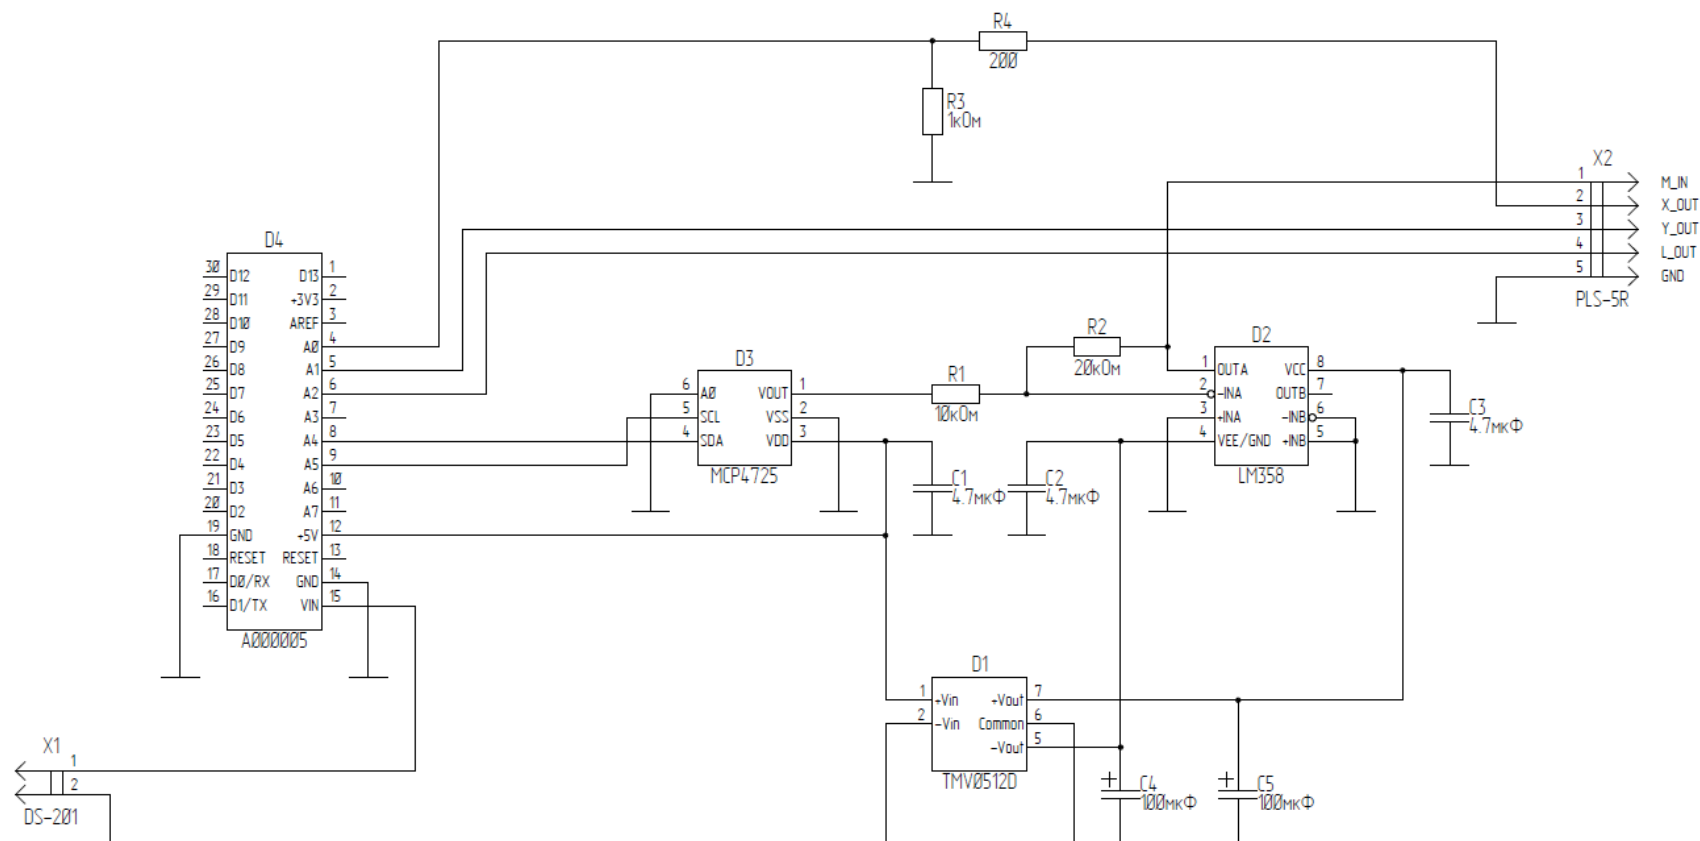 R4
200
R3
1кОм
X2
1 M_IN
2 X_OUT
3 Y_OUT
4 L_OUT
5 GND
PLS-5R
D4
30 D12 D13 1
29 D11 +3V3 2
28 D10 AREF 3
27 D9 A0 4
26 D8 A1 5
25 D7 A2 6
24 D6 A3 7
23 D5 A4 8
22 D4 A5 9
21 D3 A6 10
20 D2 A7 11
19 GND +5V 12
18 RESET RESET 13
17 D0/RX GND 14
16 D1/TX VIN 15
A000005
D3
6 A0 VOUT 1
5 SCL VSS 2
4 SDA VDD 3
MCP4725
R1
10кОм
R2
20кОм
D2
1 OUTA VCC 8
2 -INA OUTB 7
3 +INA -INB 6
4 VEE/GND +INB 5
LM358
C3
4.7мкФ
C1
4.7мкФ
C2
4.7мкФ
D1
1 +Vin +Vout 7
2 -Vin Common 6
-Vout 5
TMV0512D
X1
1
2
DS-201
+ C4
100мкФ
+ C5
100мкФ